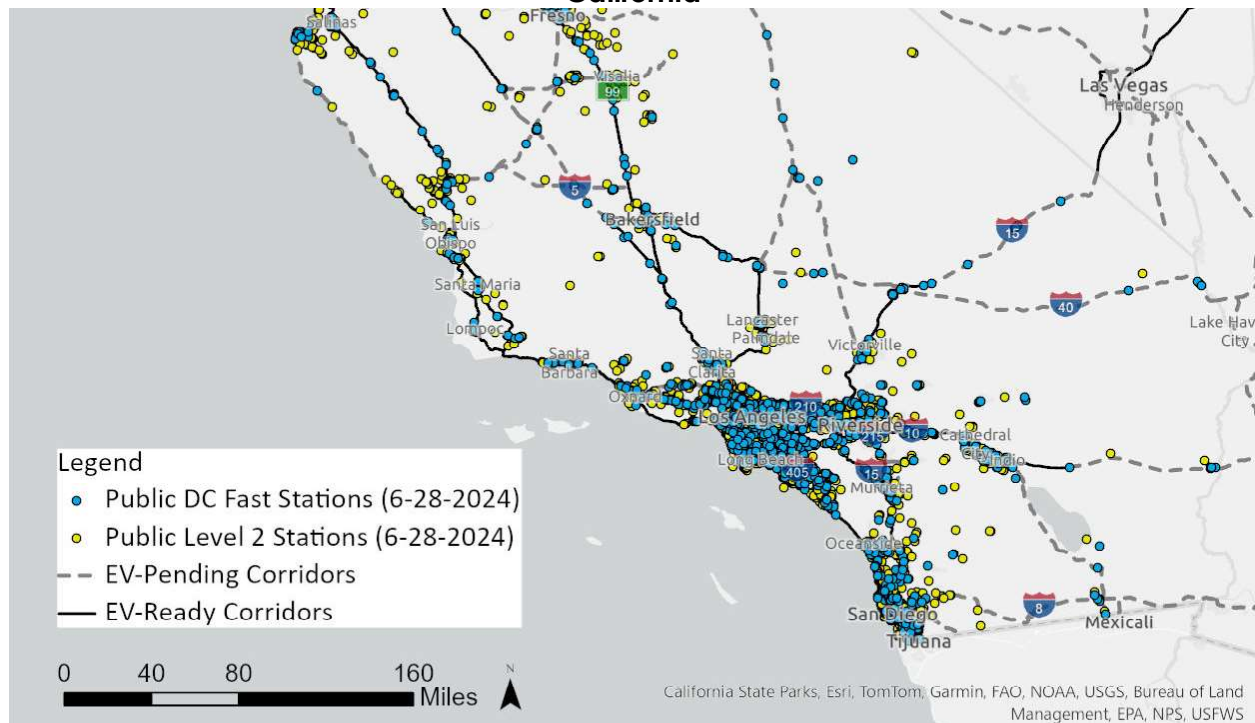 California
Fresno
Salinas
Visalia
99
Las Vegas
Henderson
5
15
San Luis
Obispo
Bakersfield
Santa Maria
40
Lompoc
Lancaster
Palmdale
Lake Hav
City
Santa
Barbara
Santa
Clarita
Victorville
Oxnard
210
Los Angeles
Riverside
10
215
Cathedral
City
Indio
Long Beach
405
15
Murrieta
Oceanside
San Diego
8
Mexicali
Tijuana
Legend
Public DC Fast Stations (6-28-2024)
Public Level 2 Stations (6-28-2024)
EV-Pending Corridors
EV-Ready Corridors
0 40 80 160
Miles
N
California State Parks, Esri, TomTom, Garmin, FAO, NOAA, USGS, Bureau of Land
Management, EPA, NPS, USFWS